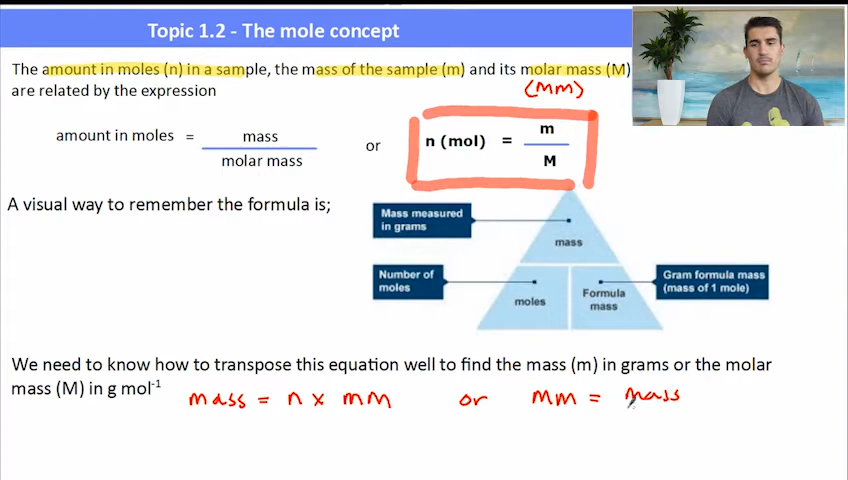 Topic 1.2 - The mole concept
The amount in moles (n) in a sample, the mass of the sample (m) and its molar mass (M)
(Mm)
are related by the expression
amount in moles = mass
molar mass
or
n (mol) = m
M
A visual way to remember the formula is;
Mass measured
in grams
mass
Number of
moles
moles
Formula
mass
Gram formula mass
(mass of 1 mole)
We need to know how to transpose this equation well to find the mass (m) in grams or the molar
mass (M) in g mol-1
mass = n x MM or MM = mass